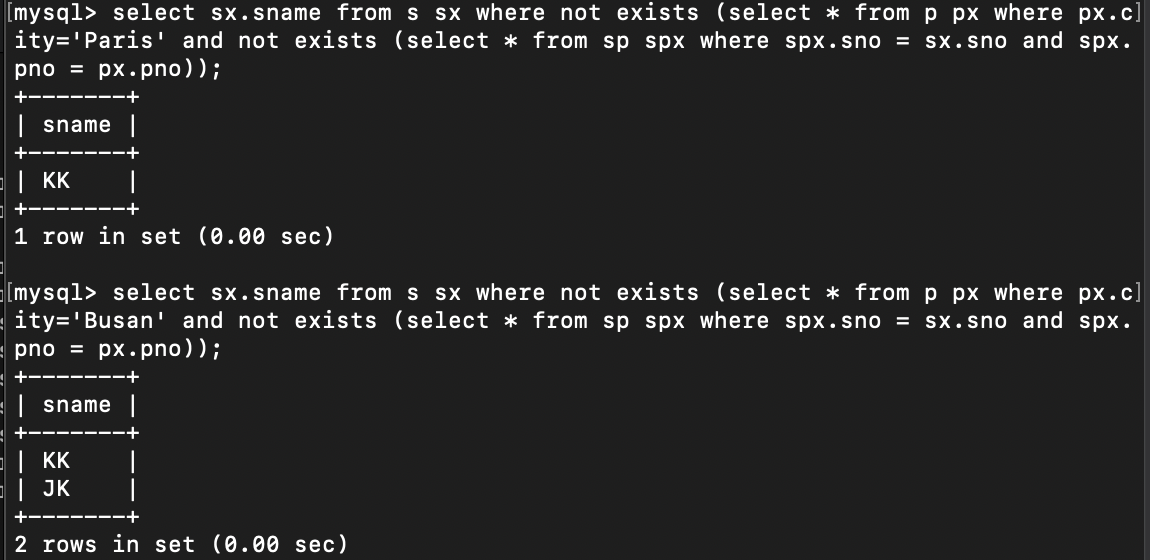 [mysql> select sx.sname from s sx where not exists (select * from p px where px.c]
ity='Paris' and not exists (select * from sp spx where spx.sno = sx.sno and spx.
pno = px.pno));
+-------+
| sname |
+-------+
| KK    |
+-------+
1 row in set (0.00 sec)

[mysql> select sx.sname from s sx where not exists (select * from p px where px.c]
ity='Busan' and not exists (select * from sp spx where spx.sno = sx.sno and spx.
pno = px.pno));
+-------+
| sname |
+-------+
| KK    |
| JK    |
+-------+
2 rows in set (0.00 sec)